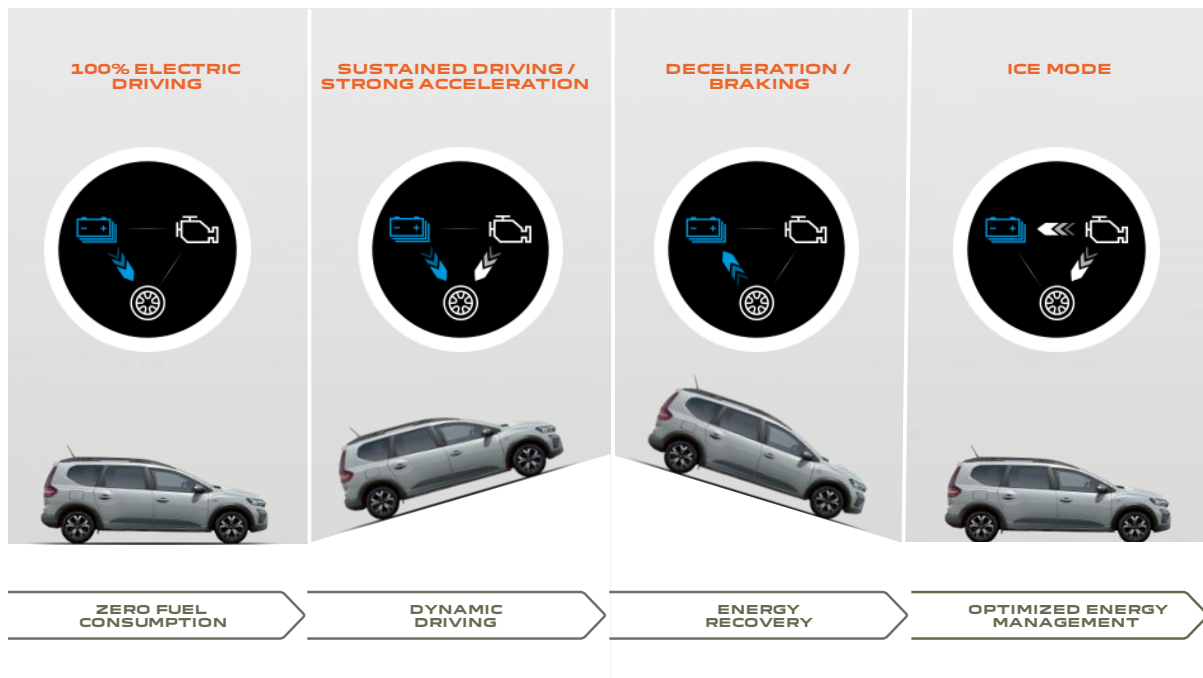 100% ELECTRIC
DRIVING
SUSTAINED DRIVING /
STRONG ACCELERATION
DECELERATION /
BRAKING
ICE MODE
ZERO FUEL
CONSUMPTION
DYNAMIC
DRIVING
ENERGY
RECOVERY
OPTIMIZED ENERGY
MANAGEMENT